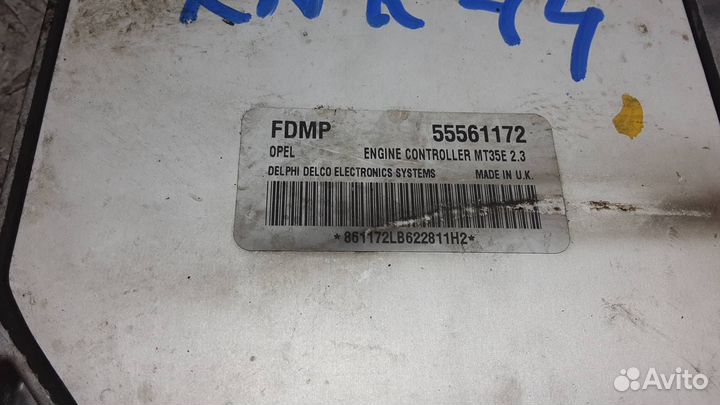 FDMP 55561172
OPEL ENGINE CONTROLLER MT35E 2.3
DELPHI DELCO ELECTRONICS SYSTEMS MADE IN U.K.
*861172LB622811H2*
Avito